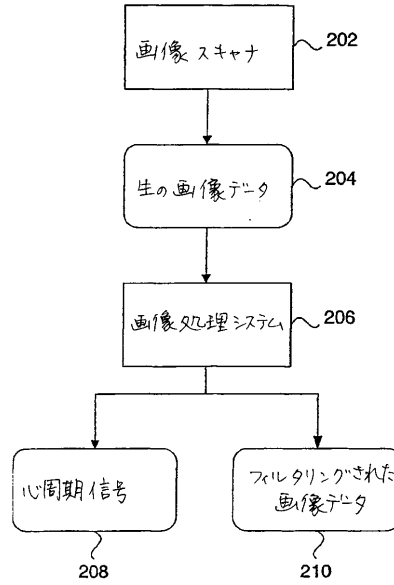 画像スキャナ
202
生の画像データ
204
画像処理システム
206
心周期信号
フィルタリングされた
画像データ
208
210